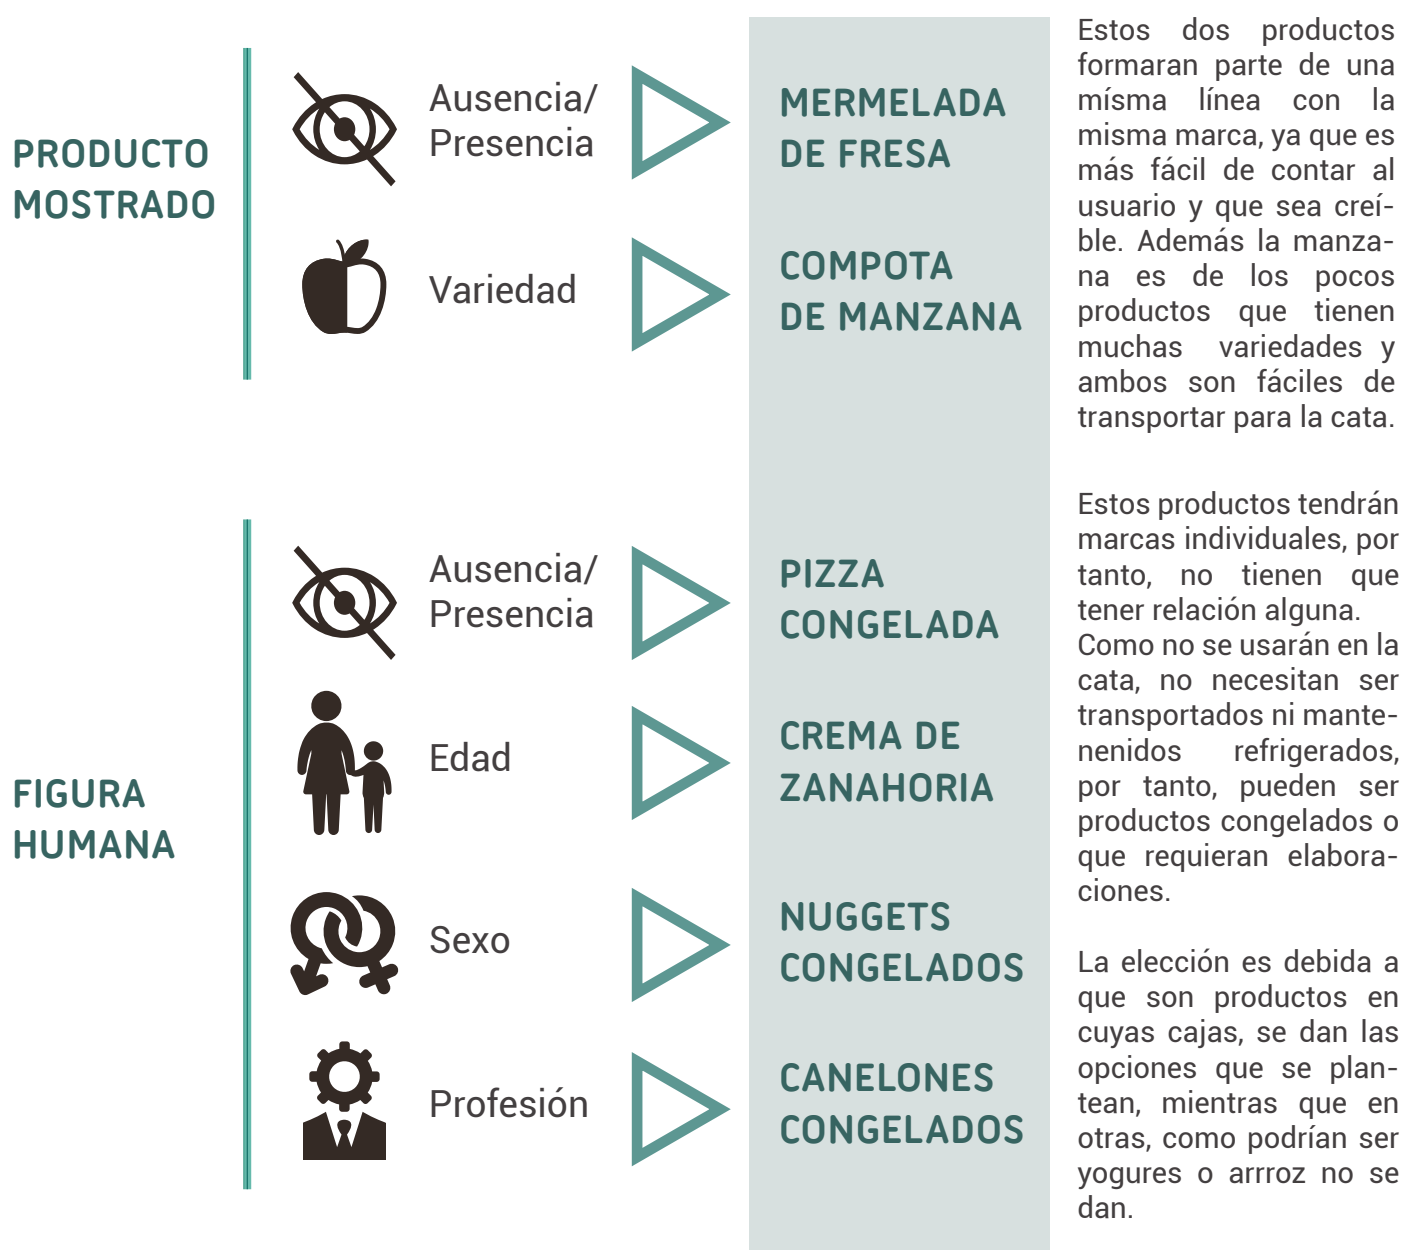 PRODUCTO
MOSTRADO
Ausencia/
Presencia
MERMELADA
DE FRESA
Variedad
COMPOTA
DE MANZANA
Estos dos productos
formaran parte de una
mísma línea con la
misma marca, ya que es
más fácil de contar al
usuario y que sea creí-
ble. Además la manza-
na es de los pocos
productos que tienen
muchas variedades y
ambos son fáciles de
transportar para la cata.
FIGURA
HUMANA
Ausencia/
Presencia
PIZZA
CONGELADA
Edad
CREMA DE
ZANAHORIA
Sexo
NUGGETS
CONGELADOS
Profesión
CANELONES
CONGELADOS
Estos productos tendrán
marcas individuales, por
tanto, no tienen que
tener relación alguna.
Como no se usarán en la
cata, no necesitan ser
transportados ni mante-
nenidos refrigerados,
por tanto, pueden ser
productos congelados o
que requieran elabora-
ciones.
La elección es debida a
que son productos en
cuyas cajas, se dan las
opciones que se plan-
tean, mientras que en
otras, como podrían ser
yogures o arrroz no se
dan.